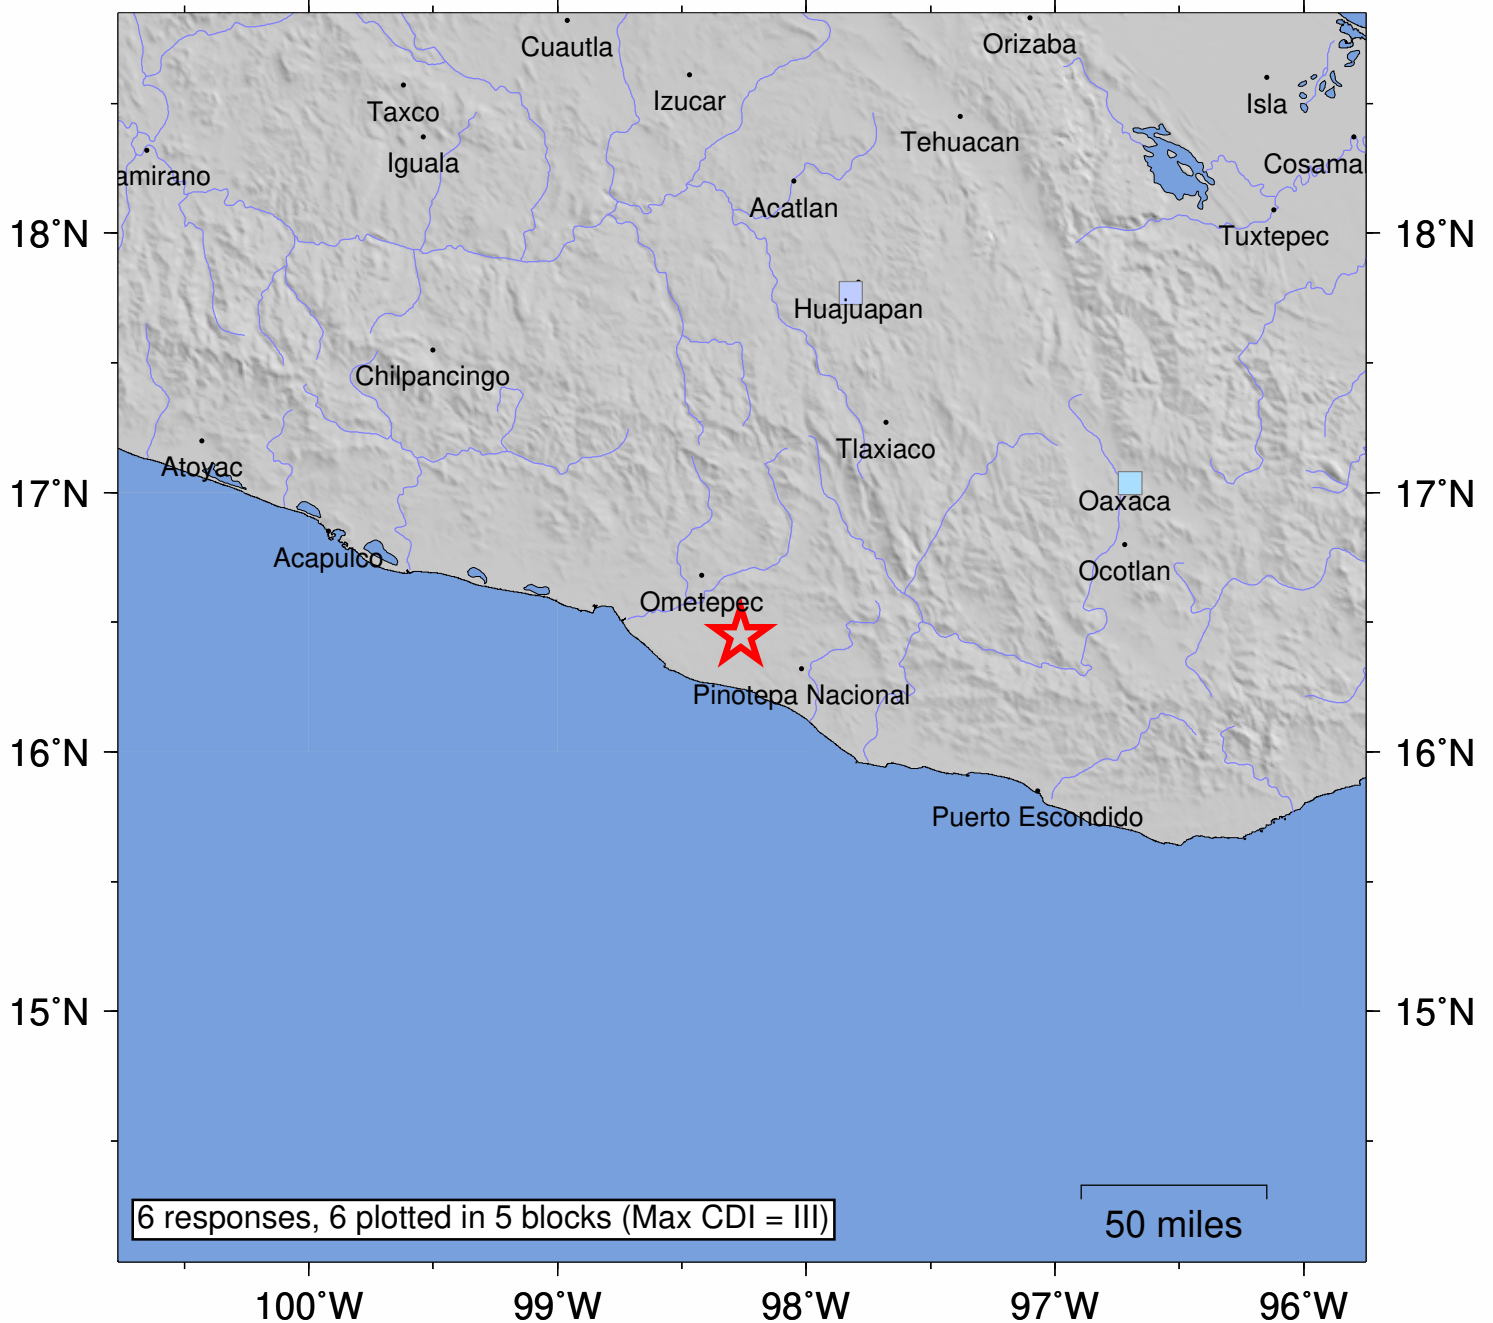 Cuautla
Orizaba
Izucar
Isla
Taxco
Tehuacan
Iguala
Cosamal
amirano
Acatlan
18°N
Tuxtepec
18°N
Huajuapan
Chilpancingo
Tlaxiaco
Atoyac
17°N
Oaxaca
17°N
Acapulco
Ocotlan
Ometepec
Pinotepa Nacional
16°N
16°N
Puerto Escondido
15°N
15°N
6 responses, 6 plotted in 5 blocks (Max CDI = III)
50 miles
100°W
99°W
98°W
97°W
96°W